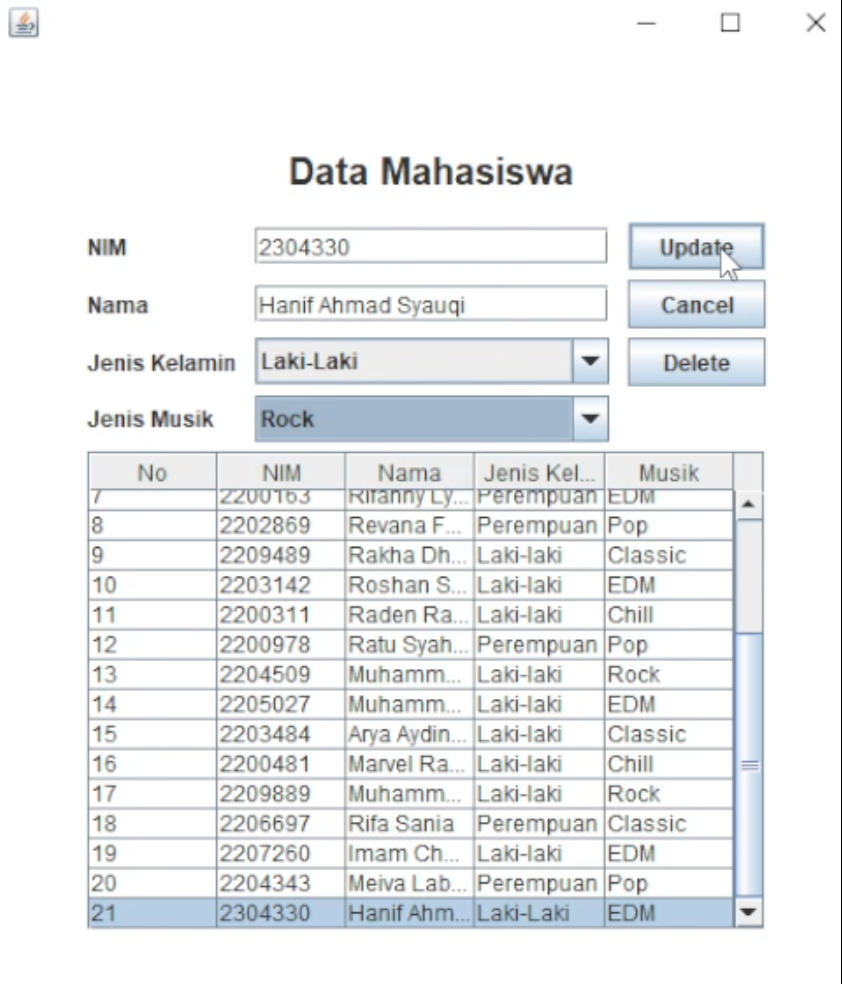 Data Mahasiswa
NIM 2304330 Update
Nama Hanif Ahmad Syauqi Cancel
Jenis Kelamin Laki-Laki Delete
Jenis Musik Rock
No NIM Nama Jenis Kel... Musik
7 2200163 Rifanny Ly... Perempuan EDM
8 2202869 Revana F... Perempuan Pop
9 2209489 Rakha Dh... Laki-laki Classic
10 2203142 Roshan S... Laki-laki EDM
11 2200311 Raden Ra... Laki-laki Chill
12 2200978 Ratu Syah... Perempuan Pop
13 2204509 Muhamm... Laki-laki Rock
14 2205027 Muhamm... Laki-laki EDM
15 2203484 Arya Aydin... Laki-laki Classic
16 2200481 Marvel Ra... Laki-laki Chill
17 2209889 Muhamm... Laki-laki Rock
18 2206697 Rifa Sania Perempuan Classic
19 2207260 Imam Ch... Laki-laki EDM
20 2204343 Meiva Lab... Perempuan Pop
21 2304330 Hanif Ahm... Laki-Laki EDM